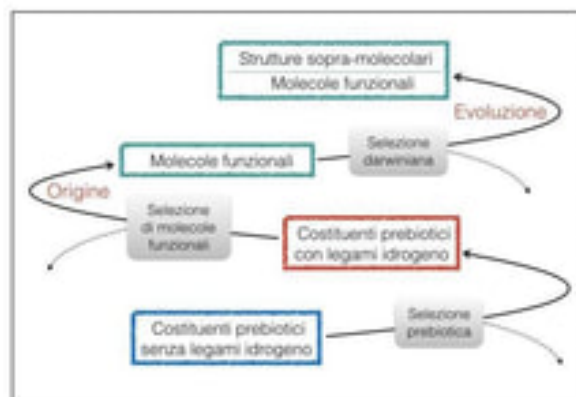 Strutture sopra-molecolari
Molecole funzionali
Evoluzione
Selezione
darwiniana
Molecole funzionali
Origine
Selezione
di molecole
funzionali
Costituenti prebiotici
con legami idrogeno
Selezione
prebiotica
Costituenti prebiotici
senza legami idrogeno